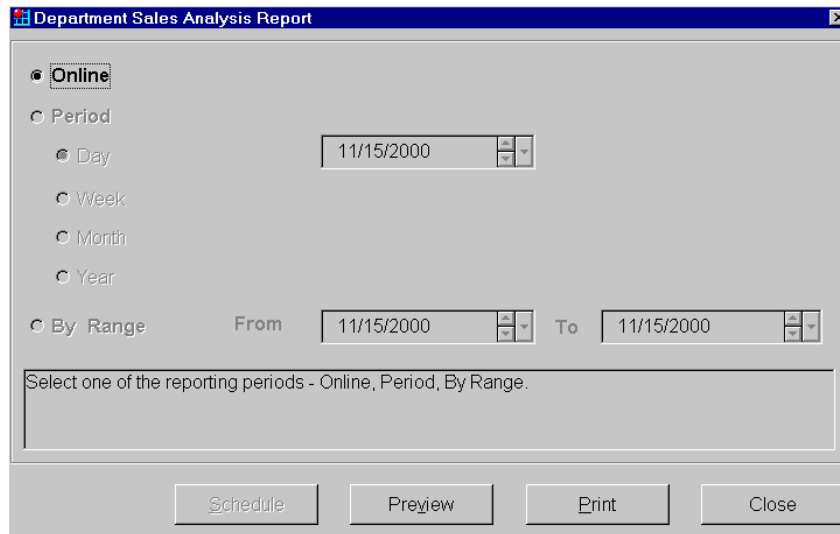 Department Sales Analysis Report
Online
Period
Day 11/15/2000
Week
Month
Year
By Range From 11/15/2000 To 11/15/2000
Select one of the reporting periods - Online, Period, By Range.
Schedule Preview Print Close